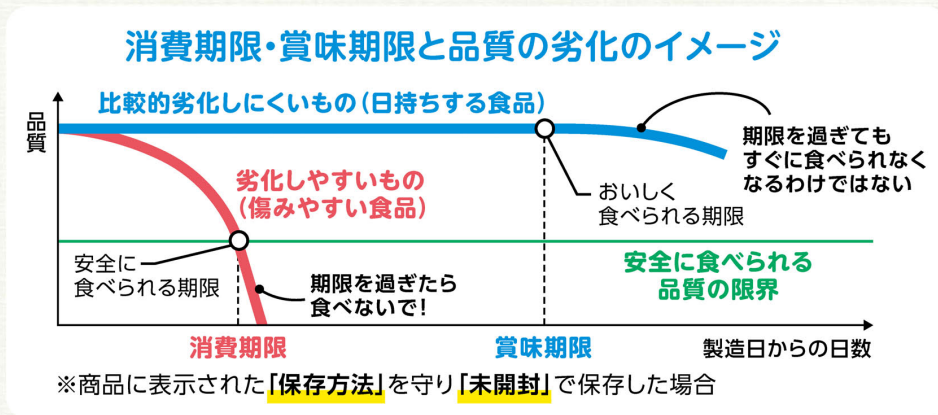 消費期限・賞味期限と品質の劣化のイメージ
品質
比較的劣化しにくいもの（日持ちする食品）
劣化しやすいもの
（傷みやすい食品）
期限を過ぎても
すぐに食べられなく
なるわけではない
おいしく
食べられる期限
安全に
食べられる期限
期限を過ぎたら
食べないで！
安全に食べられる
品質の限界
消費期限
賞味期限
製造日からの日数
※商品に表示された「保存方法」を守り「未開封」で保存した場合